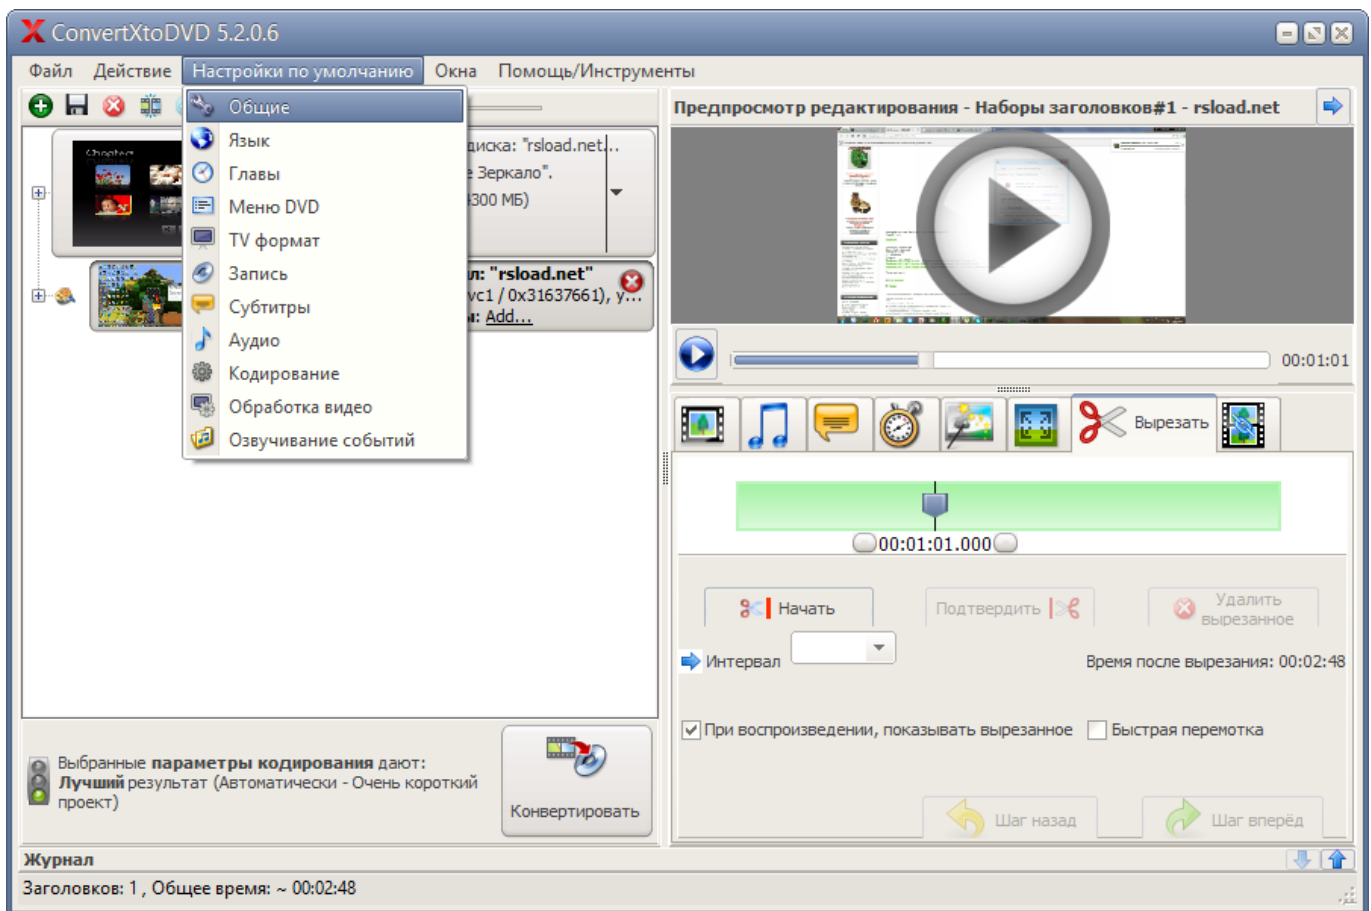 ConvertXtoDVD 5.2.0.6
Файл Действие Настройки по умолчанию Окна Помощь/Инструменты
Общие
Язык
Главы
Меню DVD
TV формат
Запись
Субтитры
Аудио
Кодирование
Обработка видео
Озвучивание событий
Chapters
диска: "rsload.net...
е Зеркало".
4300 МБ)
л: "rsload.net"
vc1 / 0x31637661), y...
ы: Add...
Предпросмотр редактирования - Наборы заголовков#1 - rsload.net
00:01:01
Вырезать
00:01:01.000
Начать
Подтвердить
Удалить
вырезанное
Интервал
Время после вырезания: 00:02:48
При воспроизведении, показывать вырезанное
Быстрая перемотка
Шаг назад
Шаг вперёд
Выбранные параметры кодирования дают:
Лучший результат (Автоматически - Очень короткий
проект)
Конвертировать
Журнал
Заголовков: 1 , Общее время: ~ 00:02:48